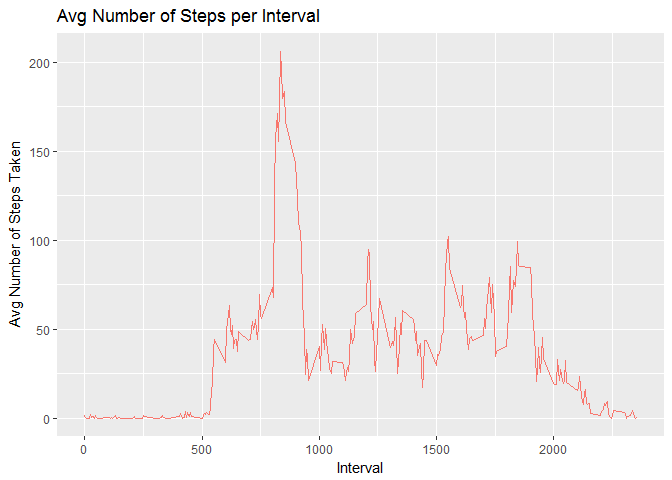 Avg Number of Steps per Interval
Avg Number of Steps Taken
200
150
100
50
0
0 500 1000 1500 2000
Interval